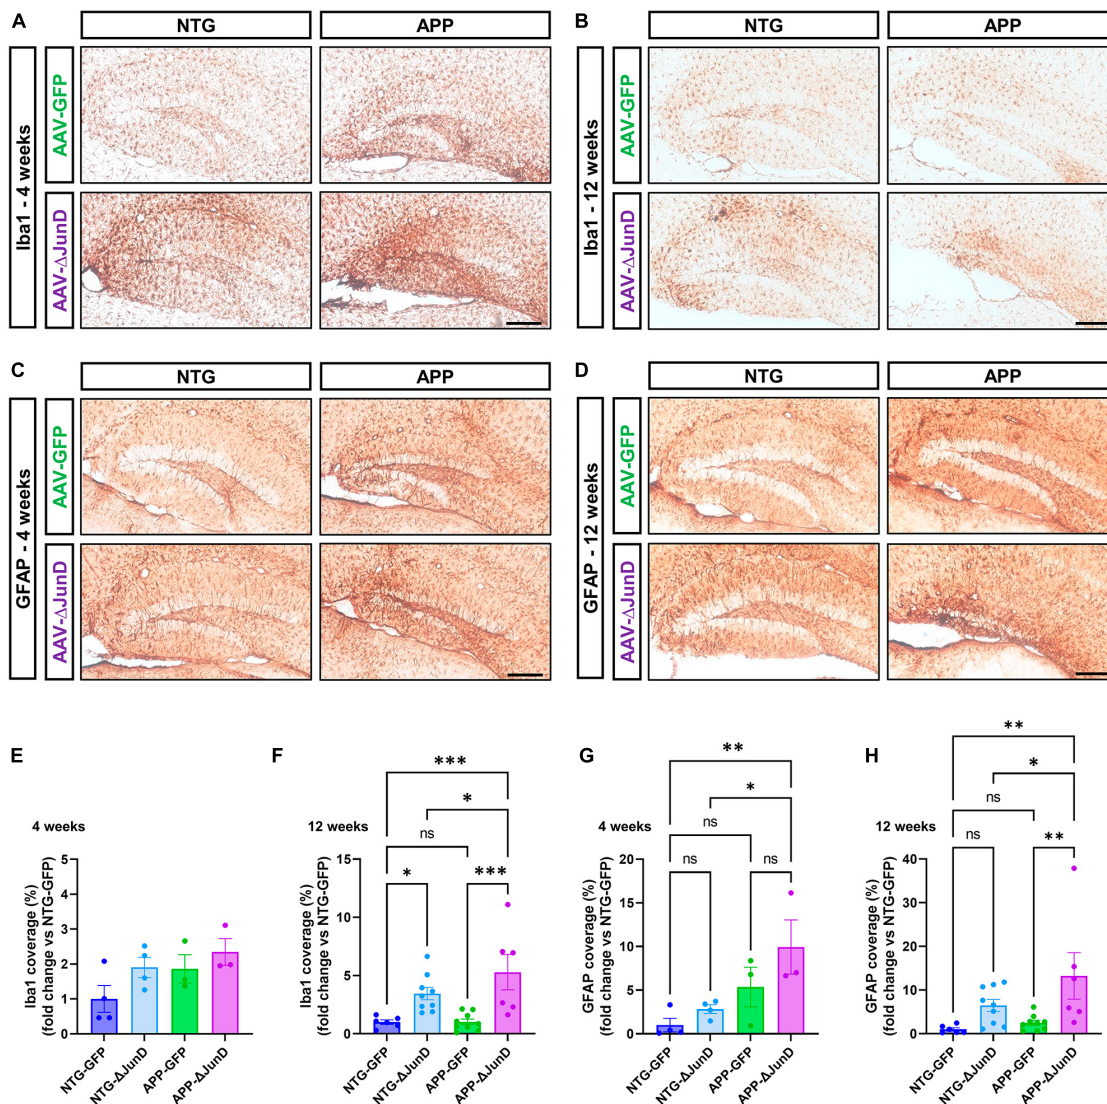 A
NTG
APP
Iba1 - 4 weeks
AAV-GFP
AAV-ΔJunD
B
NTG
APP
Iba1 - 12 weeks
AAV-GFP
AAV-ΔJunD
C
NTG
APP
GFAP - 4 weeks
AAV-GFP
AAV-ΔJunD
D
NTG
APP
GFAP - 12 weeks
AAV-GFP
AAV-ΔJunD
E
4 weeks
Iba1 coverage (%)
(fold change vs NTG-GFP)
5
4
3
2
1
0
NTG-GFP
NTG-ΔJunD
APP-GFP
APP-ΔJunD
F
***
*
ns
*
***
12 weeks
Iba1 coverage (%)
(fold change vs NTG-GFP)
15
10
5
0
NTG-GFP
NTG-ΔJunD
APP-GFP
APP-ΔJunD
G
**
*
ns
ns
ns
4 weeks
GFAP coverage (%)
(fold change vs NTG-GFP)
20
15
10
5
0
NTG-GFP
NTG-ΔJunD
APP-GFP
APP-ΔJunD
H
**
*
ns
ns
**
12 weeks
GFAP coverage (%)
(fold change vs NTG-GFP)
40
30
20
10
0
NTG-GFP
NTG-ΔJunD
APP-GFP
APP-ΔJunD